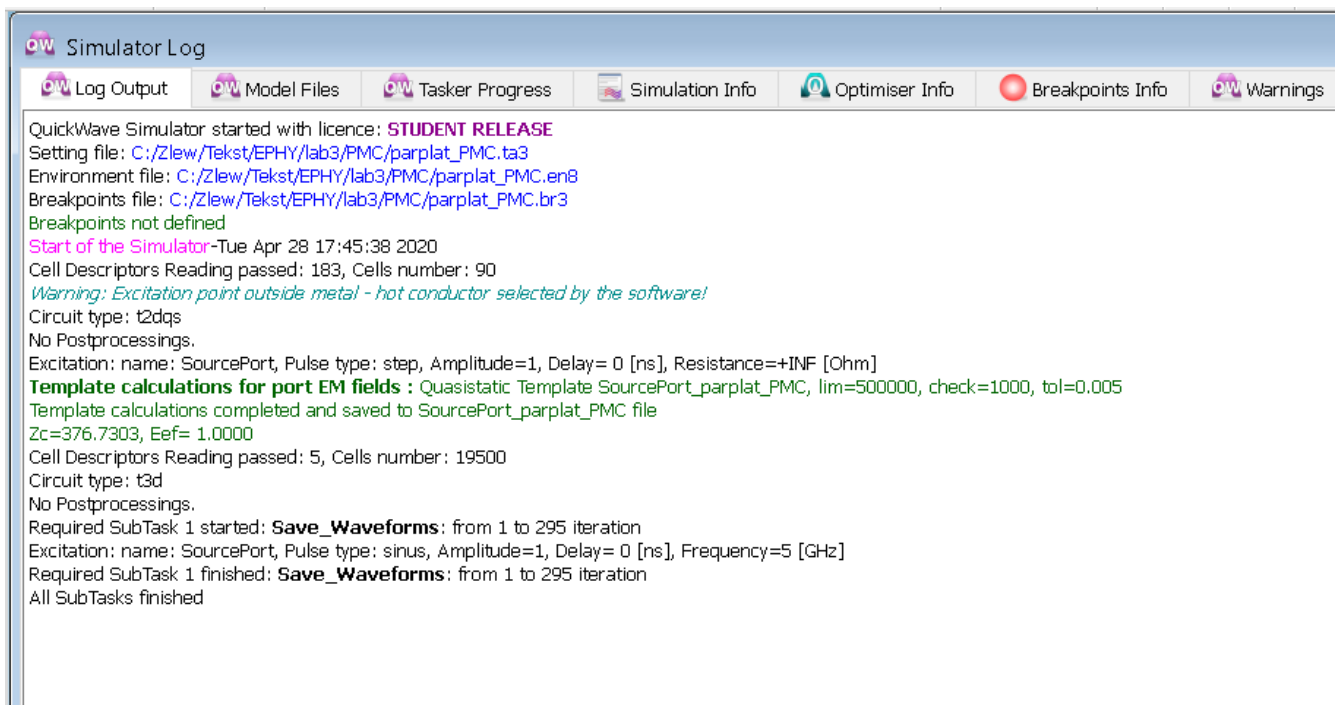 QW Simulator Log
QW Log Output QW Model Files QW Tasker Progress Simulation Info Optimiser Info Breakpoints Info QW Warnings
QuickWave Simulator started with licence: STUDENT RELEASE
Setting file: C:/Zlew/Tekst/EPHY/lab3/PMC/parplat_PMC.ta3
Environment file: C:/Zlew/Tekst/EPHY/lab3/PMC/parplat_PMC.en8
Breakpoints file: C:/Zlew/Tekst/EPHY/lab3/PMC/parplat_PMC.br3
Breakpoints not defined
Start of the Simulator-Tue Apr 28 17:45:38 2020
Cell Descriptors Reading passed: 183, Cells number: 90
Warning: Excitation point outside metal - hot conductor selected by the software!
Circuit type: t2dqs
No Postprocessings.
Excitation: name: SourcePort, Pulse type: step, Amplitude=1, Delay= 0 [ns], Resistance=+INF [Ohm]
Template calculations for port EM fields : Quasistatic Template SourcePort_parplat_PMC, lim=500000, check=1000, tol=0.005
Template calculations completed and saved to SourcePort_parplat_PMC file
Zc=376.7303, Eef= 1.0000
Cell Descriptors Reading passed: 5, Cells number: 19500
Circuit type: t3d
No Postprocessings.
Required SubTask 1 started: Save_Waveforms: from 1 to 295 iteration
Excitation: name: SourcePort, Pulse type: sinus, Amplitude=1, Delay= 0 [ns], Frequency=5 [GHz]
Required SubTask 1 finished: Save_Waveforms: from 1 to 295 iteration
All SubTasks finished